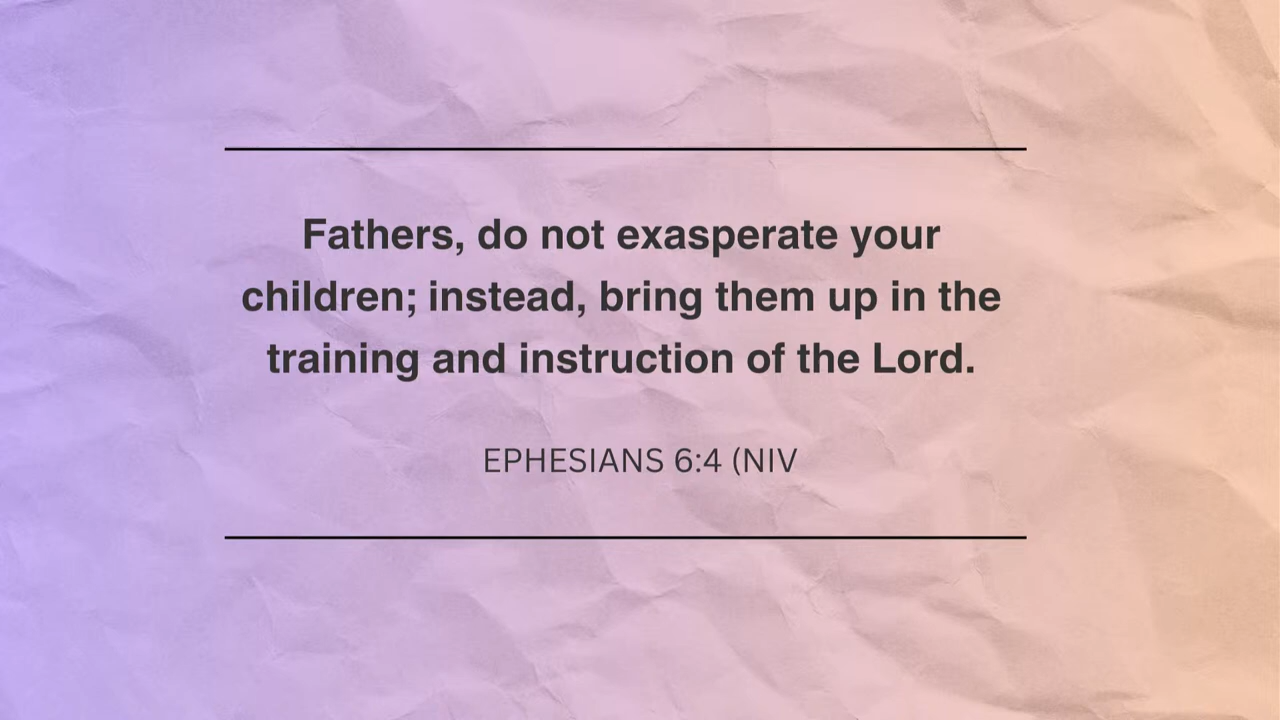 Fathers, do not exasperate your
children; instead, bring them up in the
training and instruction of the Lord.
EPHESIANS 6:4 (NIV